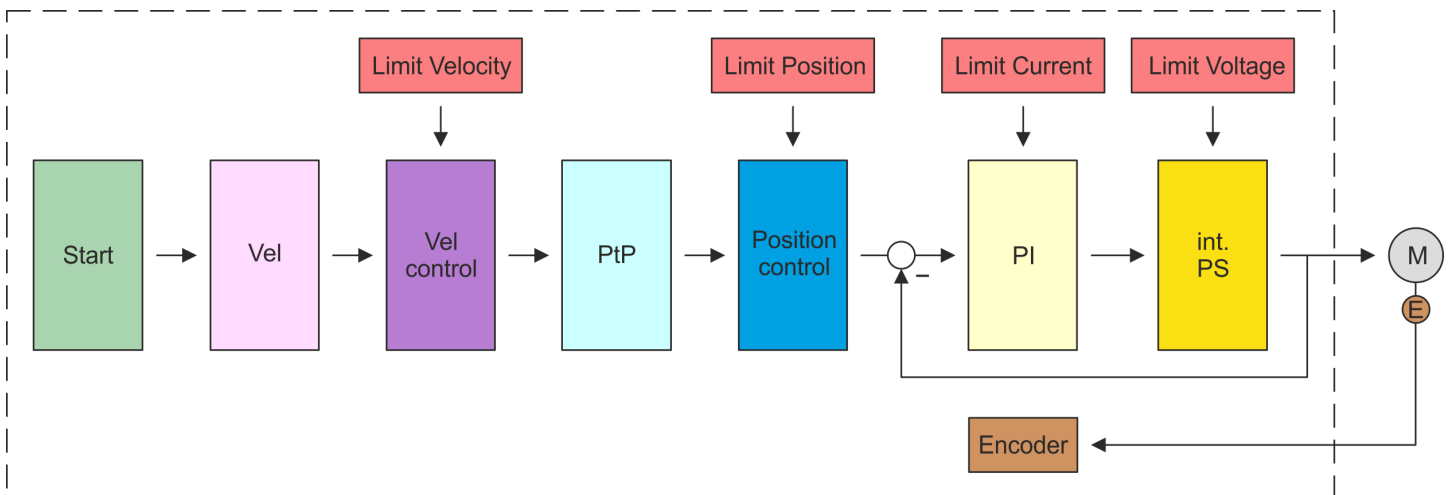 Limit Velocity
Limit Position
Limit Current
Limit Voltage
Start
Vel
Vel
control
PtP
Position
control
–
PI
int.
PS
M
E
Encoder